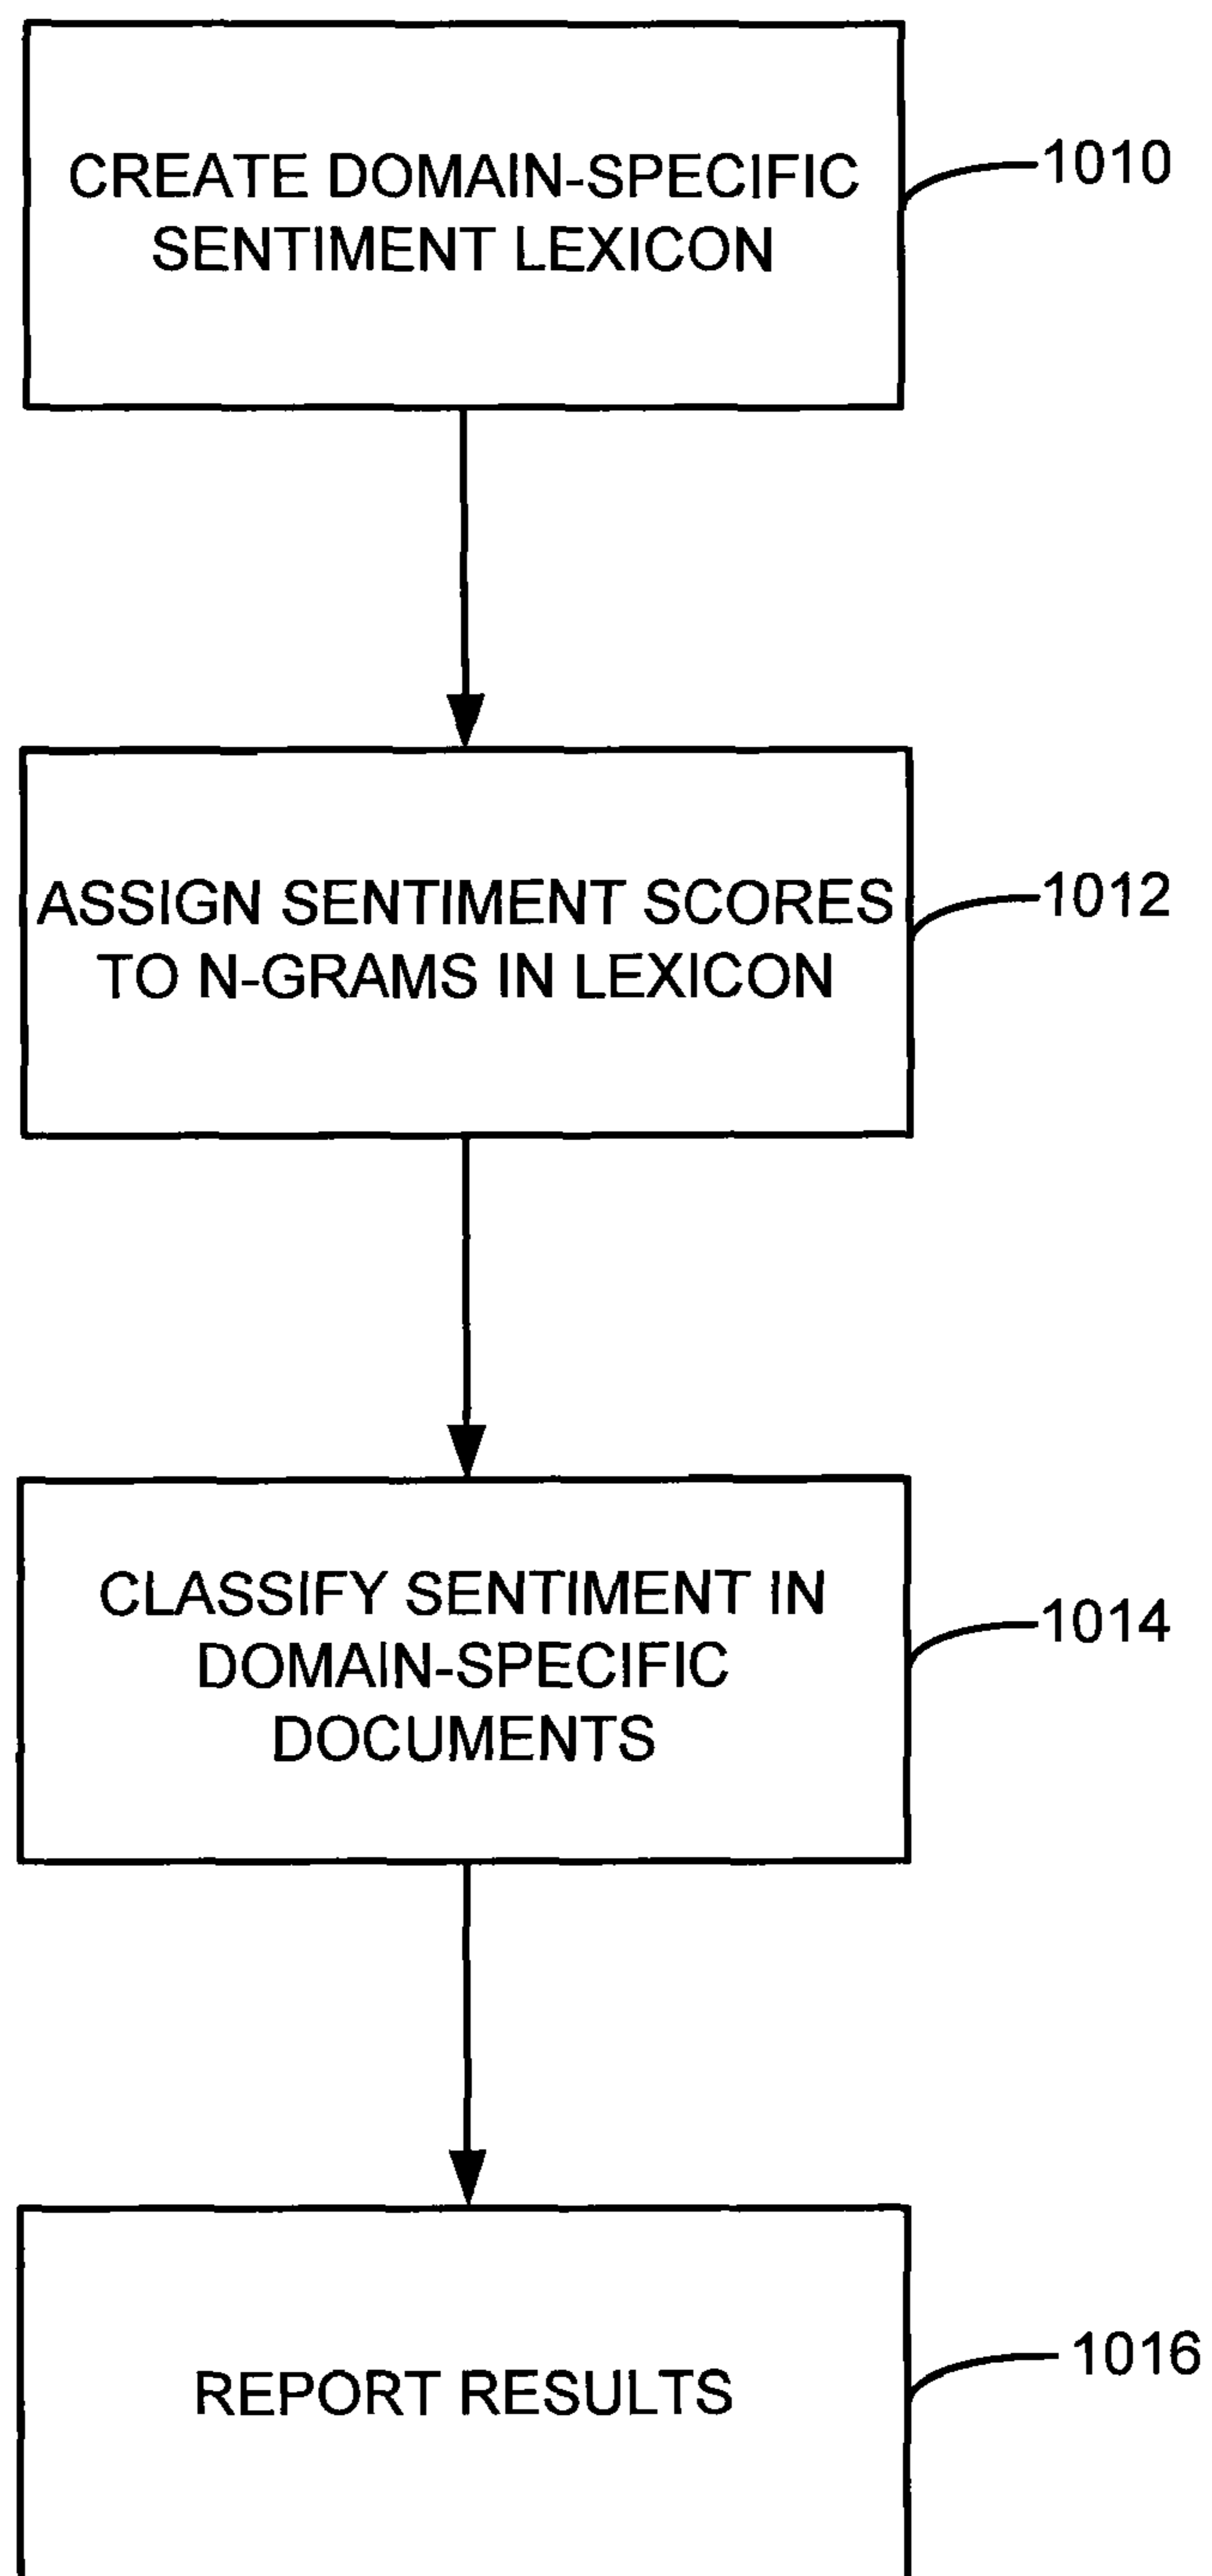 CREATE DOMAIN-SPECIFIC
SENTIMENT LEXICON
1010
ASSIGN SENTIMENT SCORES
TO N-GRAMS IN LEXICON
1012
CLASSIFY SENTIMENT IN
DOMAIN-SPECIFIC
DOCUMENTS
1014
REPORT RESULTS
1016